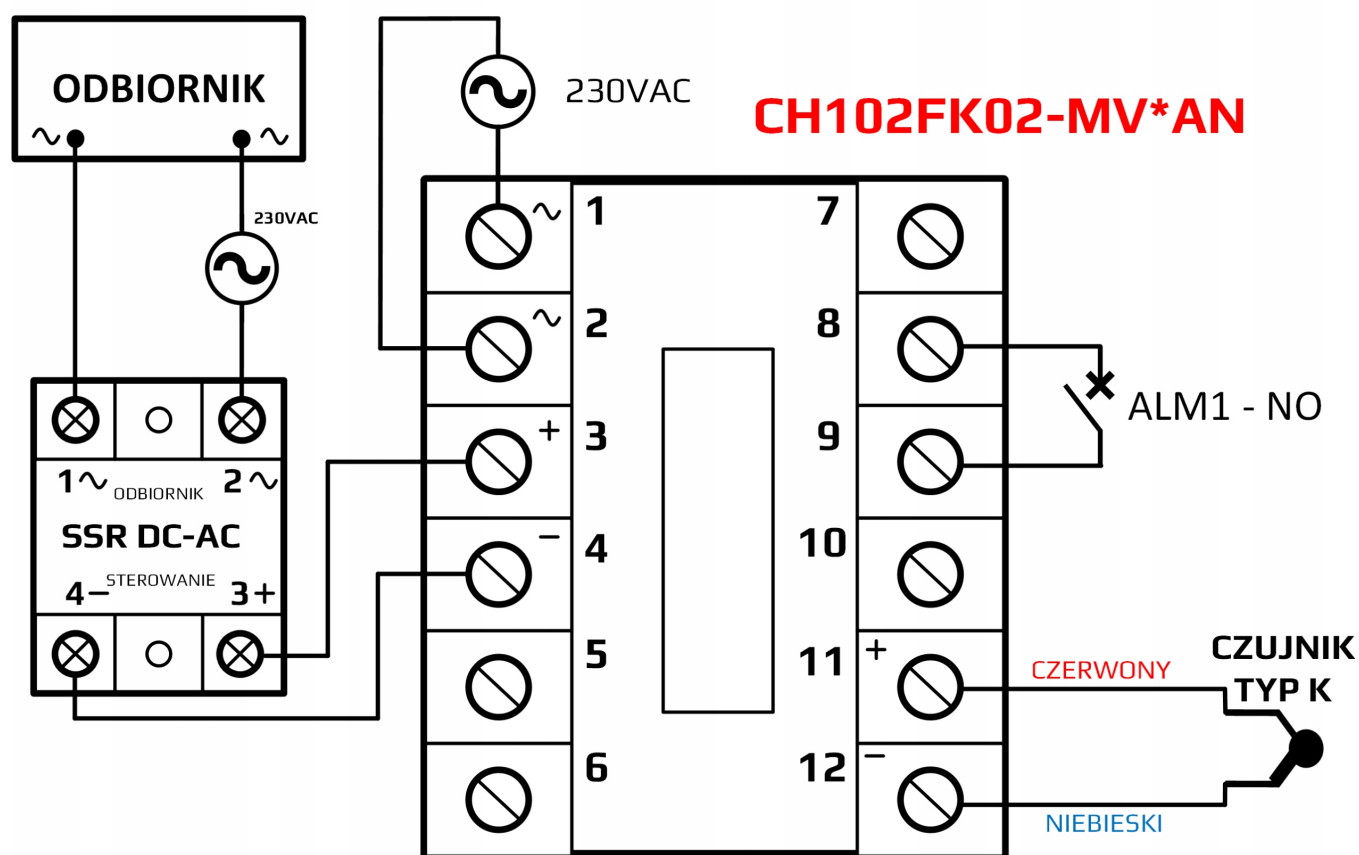 ODBIORNIK
230VAC
CH102FK02-MV*AN
230VAC
1 7
2 8
3 + 9
4 - 10
5 11 +
6 12 -
ALM1 - NO
1 2
ODBIORNIK
SSR DC-AC
STEROWANIE
4- 3+
CZERWONY
CZUJNIK
TYP K
NIEBIESKI